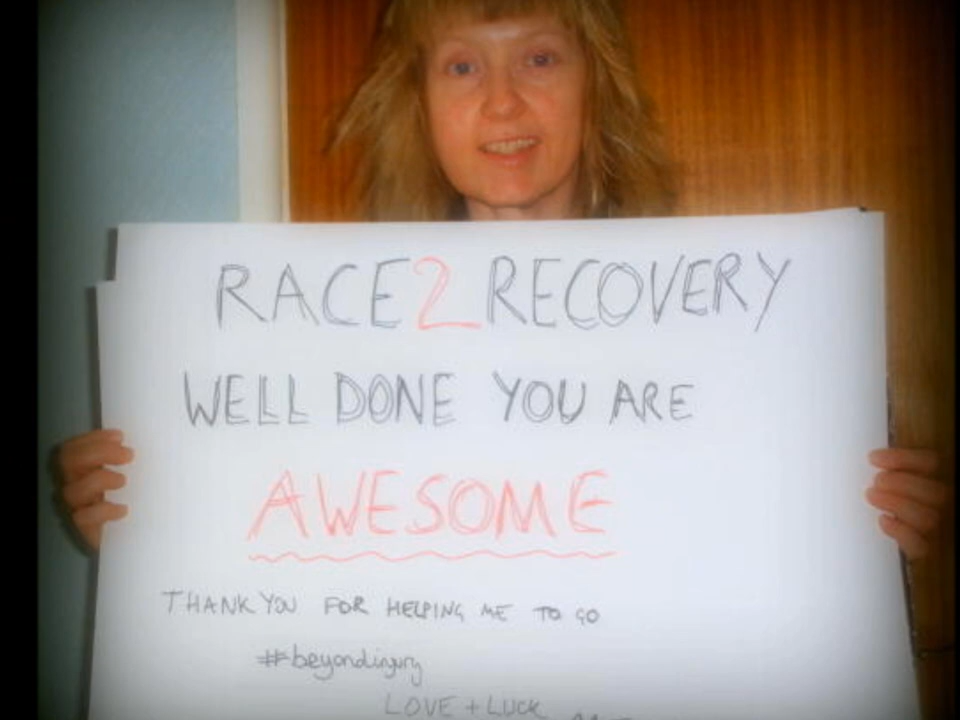 RACE2RECOVERY
WELL DONE YOU ARE
AWESOME
THANK YOU FOR HELPING ME TO GO
#beyondinjury
LOVE + LUCK